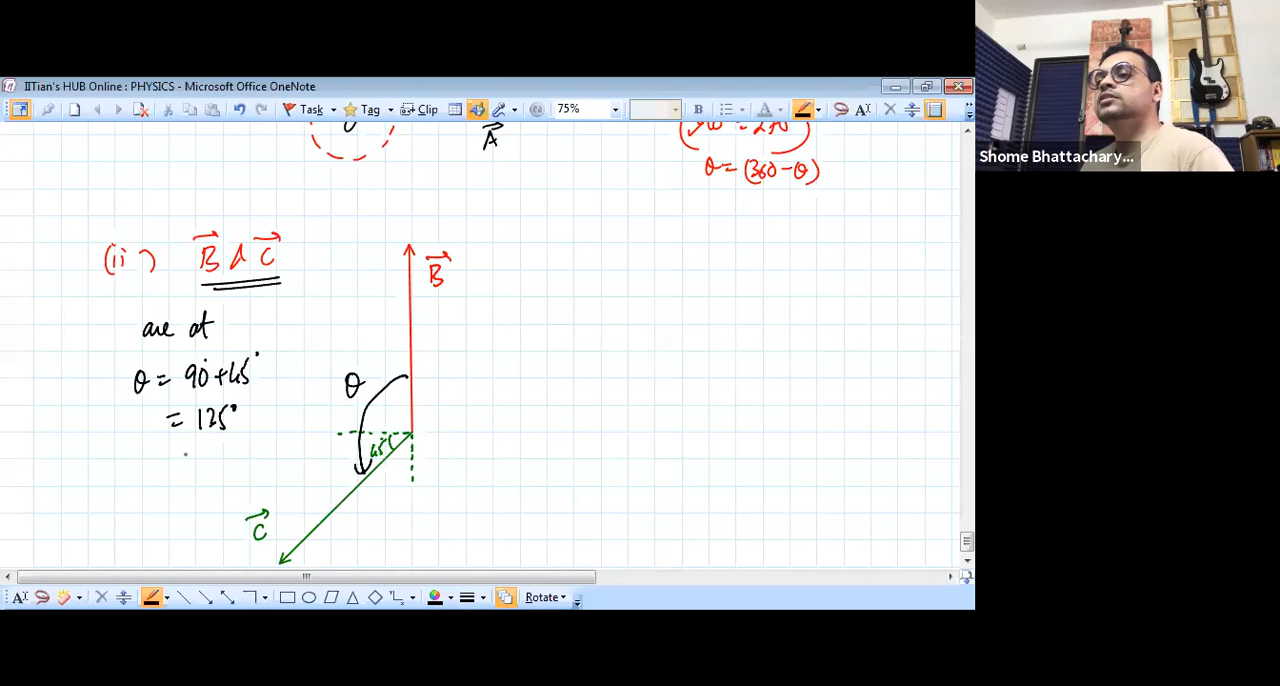 IITian's HUB Online : PHYSICS - Microsoft Office OneNote
Task Tag Clip 75% B A
A
θ = (360-θ)
(ii) B & C
B
are at
θ = 90°+45°
= 135°
θ
45°
C
Rotate
Shome Bhattachary...